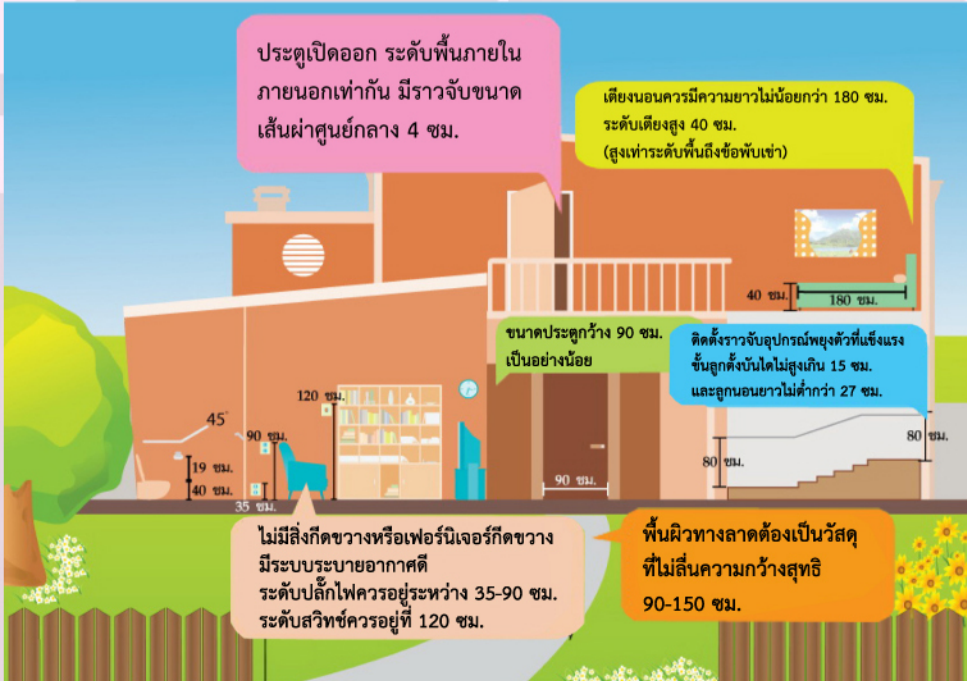 ประตูเปิดออก ระดับพื้นภายใน
ภายนอกเท่ากัน มีราวจับขนาด
เส้นผ่าศูนย์กลาง 4 ซม.
เตียงนอนควรมีความยาวไม่น้อยกว่า 180 ซม.
ระดับเตียงสูง 40 ซม.
(สูงเท่าระดับพื้นถึงข้อพับเข่า)
40 ซม.
180 ซม.
ขนาดประตูกว้าง 90 ซม.
เป็นอย่างน้อย
ติดตั้งราวจับอุปกรณ์พยุงตัวที่แข็งแรง
ขั้นลูกตั้งบันไดไม่สูงเกิน 15 ซม.
และลูกนอนยาวไม่ต่ำกว่า 27 ซม.
45°
19 ซม.
40 ซม.
90 ซม.
35 ซม.
120 ซม.
90 ซม.
80 ซม.
80 ซม.
ไม่มีสิ่งกีดขวางหรือเฟอร์นิเจอร์กีดขวาง
มีระบบระบายอากาศดี
ระดับปลั๊กไฟควรอยู่ระหว่าง 35-90 ซม.
ระดับสวิทช์ควรอยู่ที่ 120 ซม.
พื้นผิวทางลาดต้องเป็นวัสดุ
ที่ไม่ลื่นความกว้างสุทธิ
90-150 ซม.